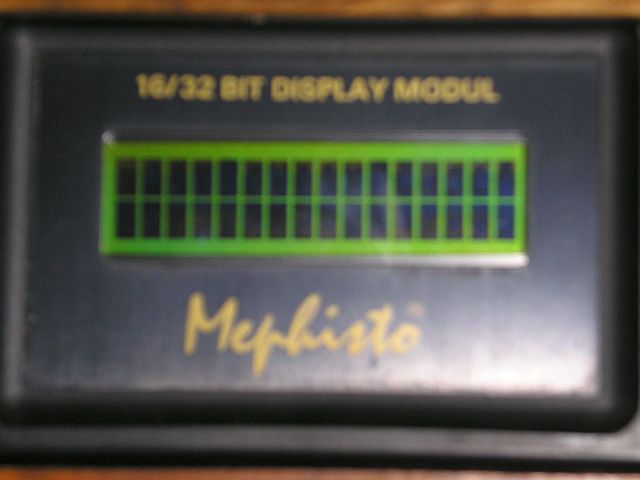 16/32 BIT DISPLAY MODUL
Mephisto®